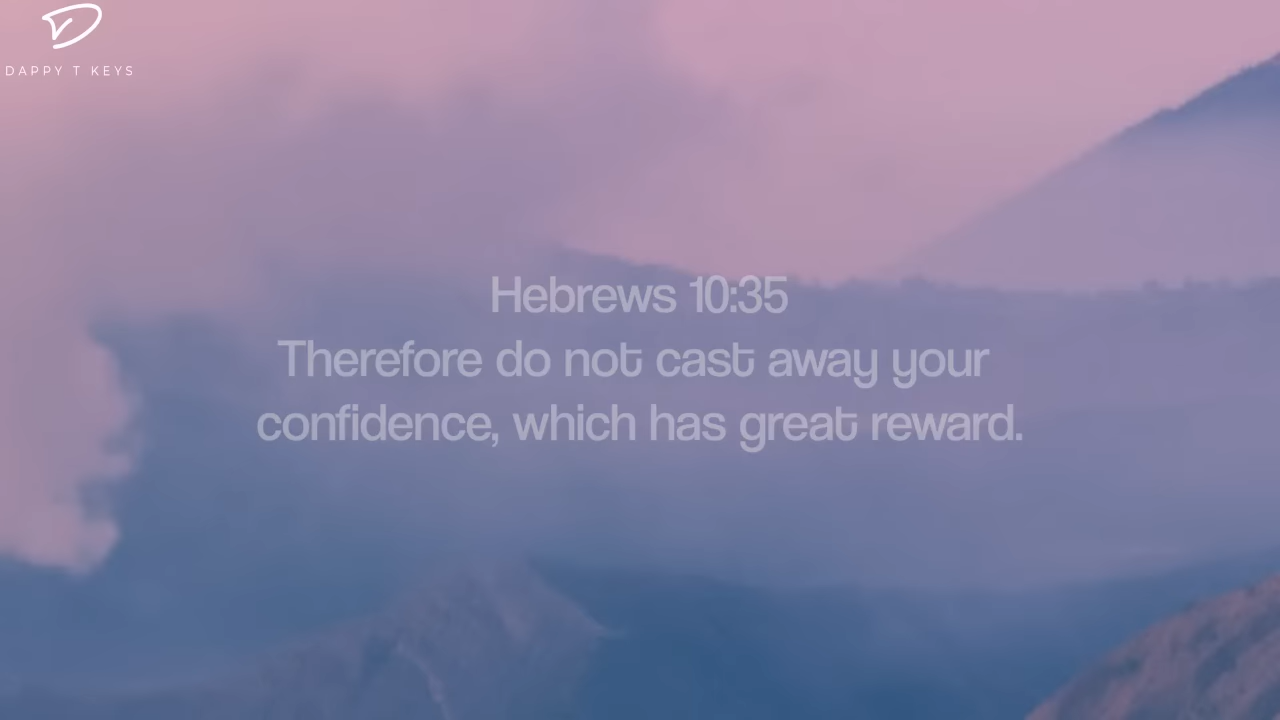 DAPPY T KEYS
Hebrews 10:35
Therefore do not cast away your
confidence, which has great reward.